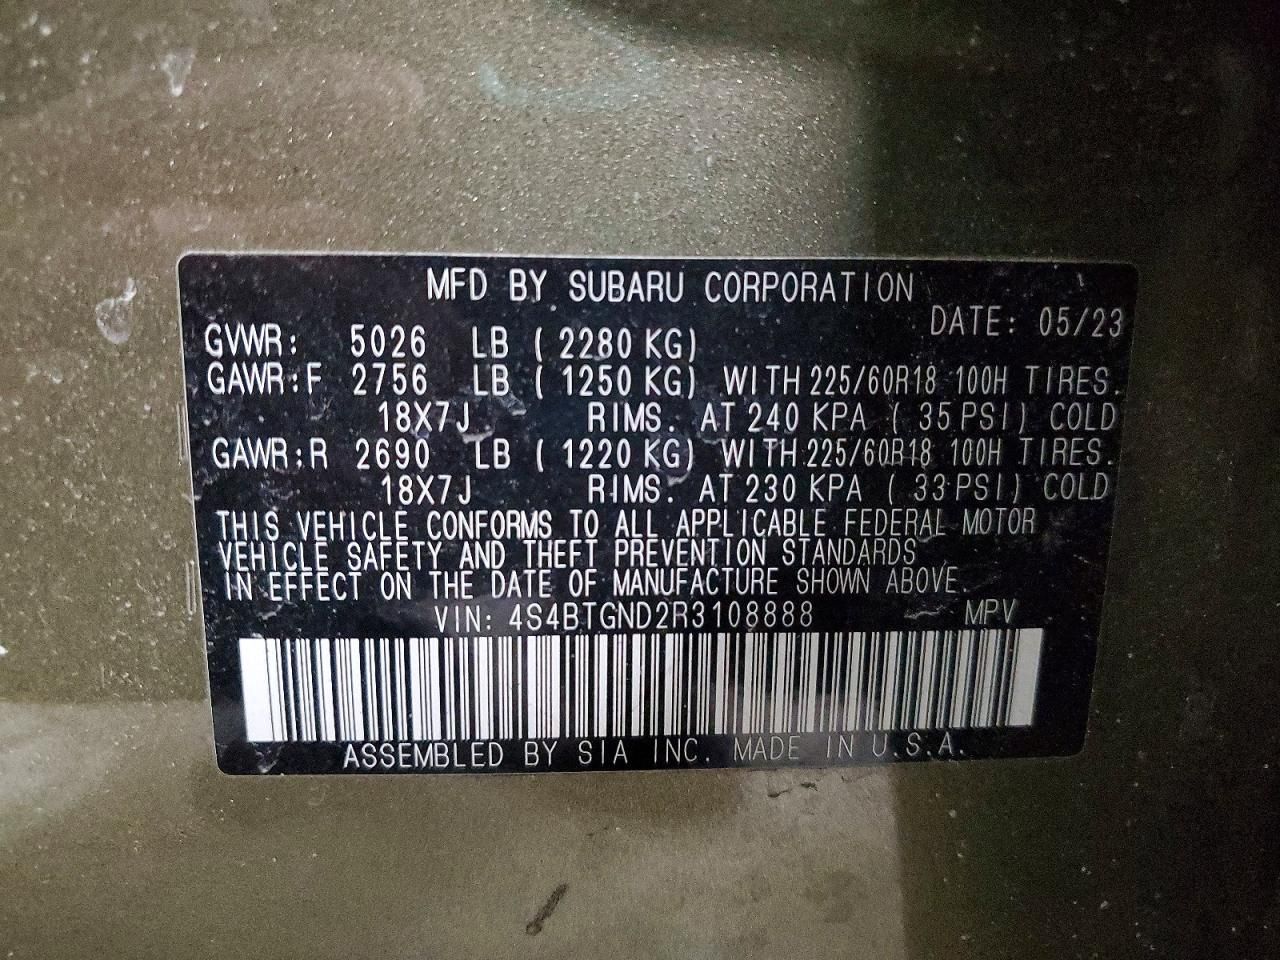 MFD BY SUBARU CORPORATION
DATE: 05/23
GVWR: 5026 LB ( 2280 KG)
GAWR:F 2756 LB ( 1250 KG) WITH 225/60R18 100H TIRES.
18X7J RIMS. AT 240 KPA ( 35 PSI) COLD
GAWR:R 2690 LB ( 1220 KG) WITH 225/60R18 100H TIRES.
18X7J RIMS. AT 230 KPA ( 33 PSI) COLD
THIS VEHICLE CONFORMS TO ALL APPLICABLE FEDERAL MOTOR
VEHICLE SAFETY AND THEFT PREVENTION STANDARDS
IN EFFECT ON THE DATE OF MANUFACTURE SHOWN ABOVE.
VIN: 4S4BTGND2R3108888 MPV
ASSEMBLED BY SIA INC. MADE IN U.S.A.